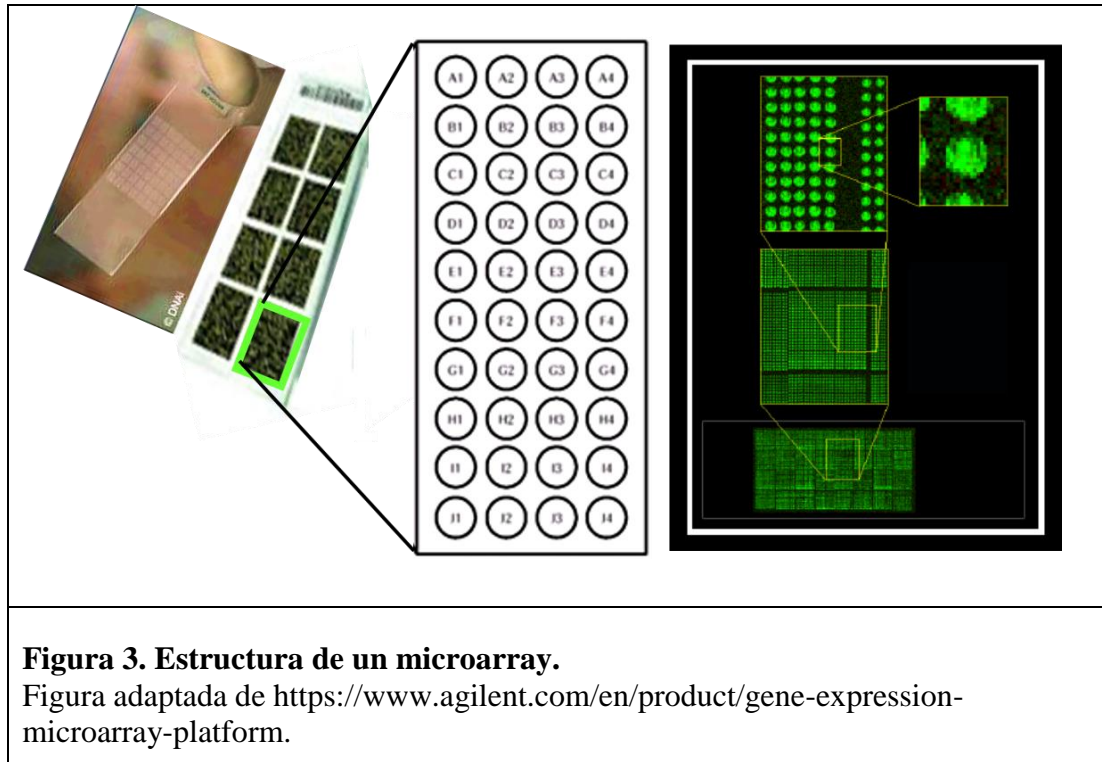 © DNAi
A1 A2 A3 A4
B1 B2 B3 B4
C1 C2 C3 C4
D1 D2 D3 D4
E1 E2 E3 E4
F1 F2 F3 F4
G1 G2 G3 G4
H1 H2 H3 H4
I1 I2 I3 I4
J1 J2 J3 J4
Figura 3. Estructura de un microarray.
Figura adaptada de https://www.agilent.com/en/product/gene-expression-
microarray-platform.